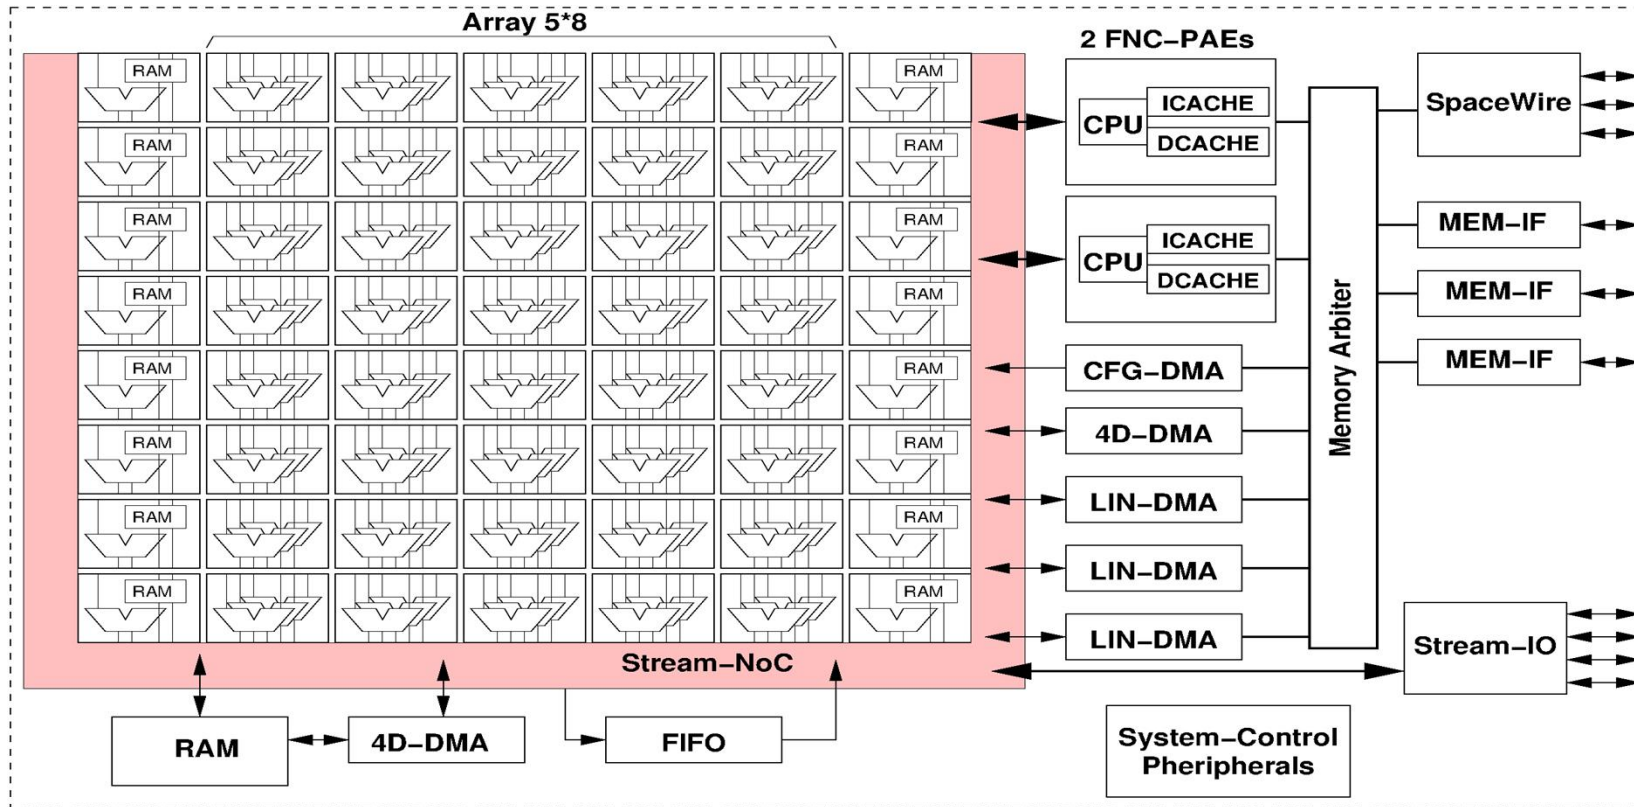 Array 5*8
2 FNC–PAEs
RAM
RAM
ICACHE
CPU
DCACHE
SpaceWire
RAM
RAM
RAM
RAM
ICACHE
CPU
DCACHE
MEM–IF
RAM
RAM
MEM–IF
Memory Arbiter
RAM
RAM
CFG–DMA
MEM–IF
RAM
RAM
4D–DMA
RAM
RAM
LIN–DMA
RAM
RAM
LIN–DMA
LIN–DMA
Stream–NoC
Stream–IO
RAM
4D–DMA
FIFO
System–Control
Pheripherals